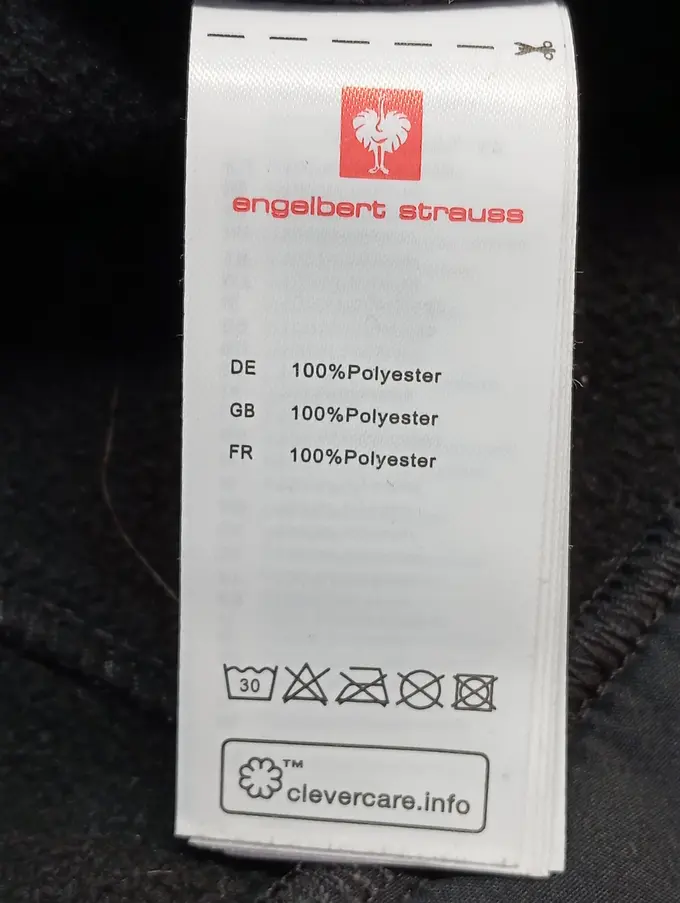 engelbert strauss
DE 100%Polyester
GB 100%Polyester
FR 100%Polyester
30
™
clevercare.info